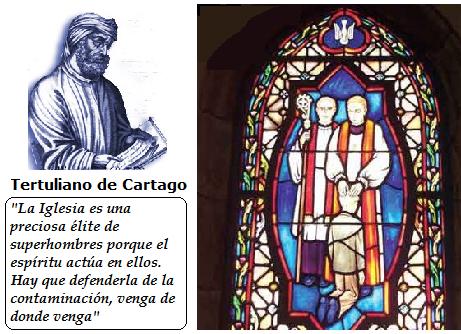 Tertuliano de Cartago
"La Iglesia es una
preciosa élite de
superhombres porque el
espíritu actúa en ellos.
Hay que defenderla de la
contaminación, venga de
donde venga"